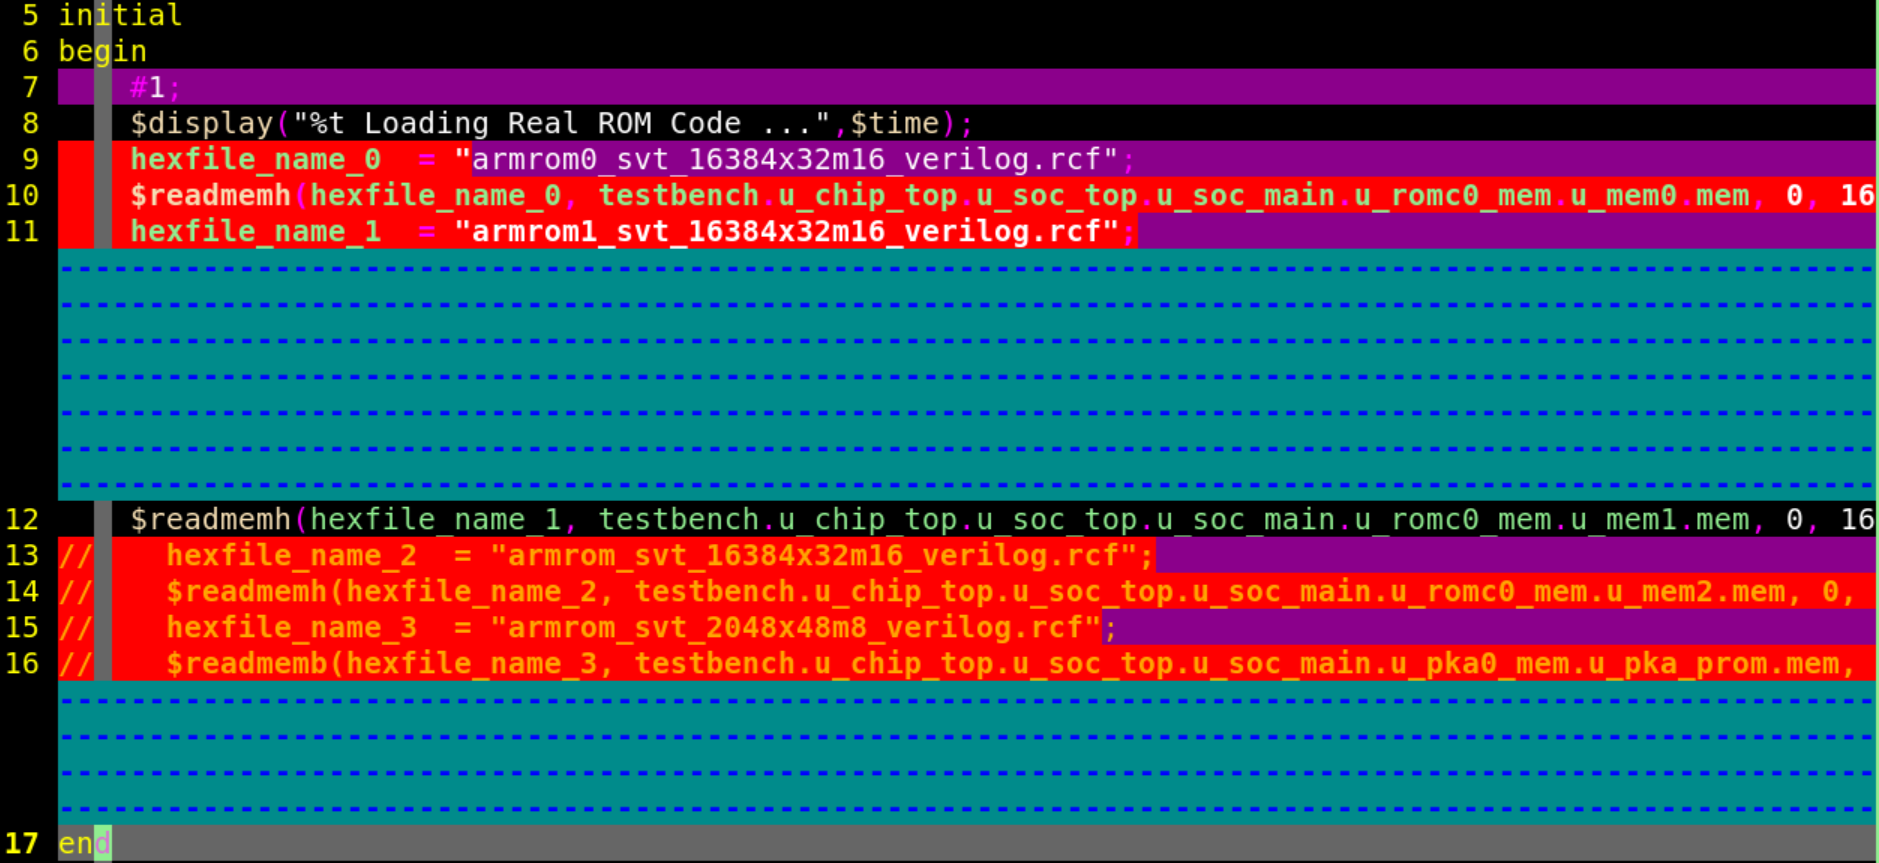 5 initial
6 begin
7     #1;
8     $display("%t Loading Real ROM Code ...",$time);
9     hexfile_name_0  = "armrom0_svt_16384x32m16_verilog.rcf";
10     $readmemh(hexfile_name_0, testbench.u_chip_top.u_soc_top.u_soc_main.u_romc0_mem.u_mem0.mem, 0, 16
11     hexfile_name_1  = "armrom1_svt_16384x32m16_verilog.rcf";
-----------------------------------------------------------------------------------------------------
-----------------------------------------------------------------------------------------------------
-----------------------------------------------------------------------------------------------------
-----------------------------------------------------------------------------------------------------
-----------------------------------------------------------------------------------------------------
-----------------------------------------------------------------------------------------------------
-----------------------------------------------------------------------------------------------------
12     $readmemh(hexfile_name_1, testbench.u_chip_top.u_soc_top.u_soc_main.u_romc0_mem.u_mem1.mem, 0, 16
13 //    hexfile_name_2  = "armrom_svt_16384x32m16_verilog.rcf";
14 //    $readmemh(hexfile_name_2, testbench.u_chip_top.u_soc_top.u_soc_main.u_romc0_mem.u_mem2.mem, 0,
15 //    hexfile_name_3  = "armrom_svt_2048x48m8_verilog.rcf";
16 //    $readmemb(hexfile_name_3, testbench.u_chip_top.u_soc_top.u_soc_main.u_pka0_mem.u_pka_prom.mem,
-----------------------------------------------------------------------------------------------------
-----------------------------------------------------------------------------------------------------
-----------------------------------------------------------------------------------------------------
-----------------------------------------------------------------------------------------------------
17 end